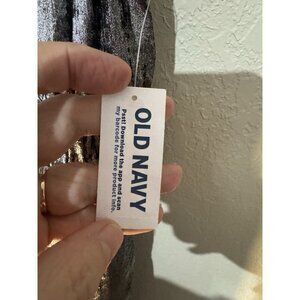 OLD NAVY
Psst! Download the app and scan
my barcode for more product info.